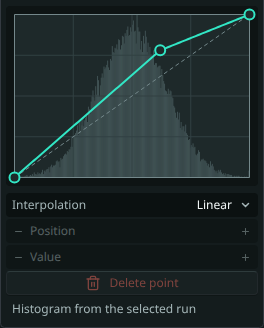 Interpolation Linear
− Position +
− Value +
Delete point
Histogram from the selected run